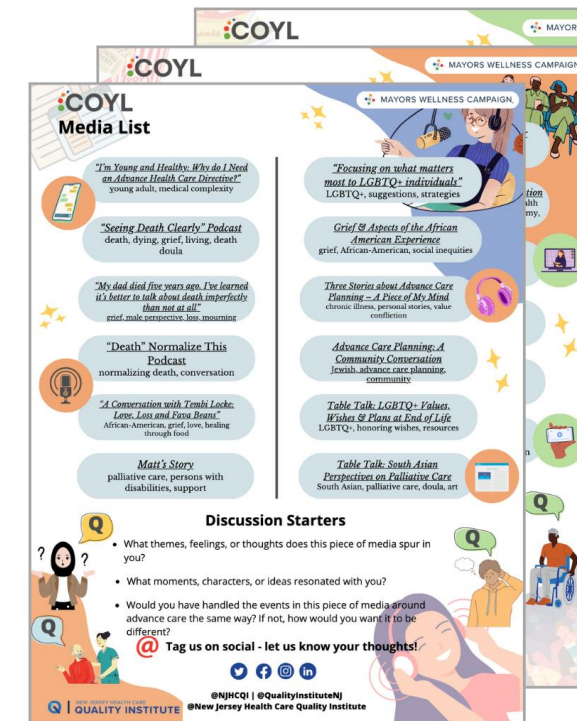 COYL
MAYOR
COYL
MAYORS WELLNESS CAMPAIGN
COYL
MAYORS WELLNESS CAMPAIGN,
Media List
"I'm Young and Healthy: Why do I Need
an Advance Health Care Directive?"
young adult, medical complexity
"Seeing Death Clearly" Podcast
death, dying, grief, living, death
doula
"My dad died five years ago. I've learned
it's better to talk about death imperfectly
than not at all"
grief, male perspective, loss, mourning
"Death" Normalize This
Podcast
normalizing death, conversation
"A Conversation with Tembi Locke:
Love, Loss and Fava Beans"
African-American, grief, love, healing
through food
Matt's Story
palliative care, persons with
disabilities, support
"Focusing on what matters
most to LGBTQ+ individuals"
LGBTQ+, suggestions, strategies
Grief & Aspects of the African
American Experience
grief, African-American, social inequities
Three Stories about Advance Care
Planning – A Piece of My Mind
chronic illness, personal stories, value
confliction
Advance Care Planning: A
Community Conversation
Jewish, advance care planning,
community
Table Talk: LGBTQ+ Values,
Wishes & Plans at End of Life
LGBTQ+, honoring wishes, resources
Table Talk: South Asian
Perspectives on Palliative Care
South Asian, palliative care, doula, art
Discussion Starters
Q
Q
Q
Q
? ?
• What themes, feelings, or thoughts does this piece of media spur in
you?
• What moments, characters, or ideas resonated with you?
• Would you have handled the events in this piece of media around
advance care the same way? If not, how would you want it to be
different?
@ Tag us on social - let us know your thoughts!
@NJHCQI | @QualityInstituteNJ
@New Jersey Health Care Quality Institute
Q NEW JERSEY HEALTH CARE
QUALITY INSTITUTE